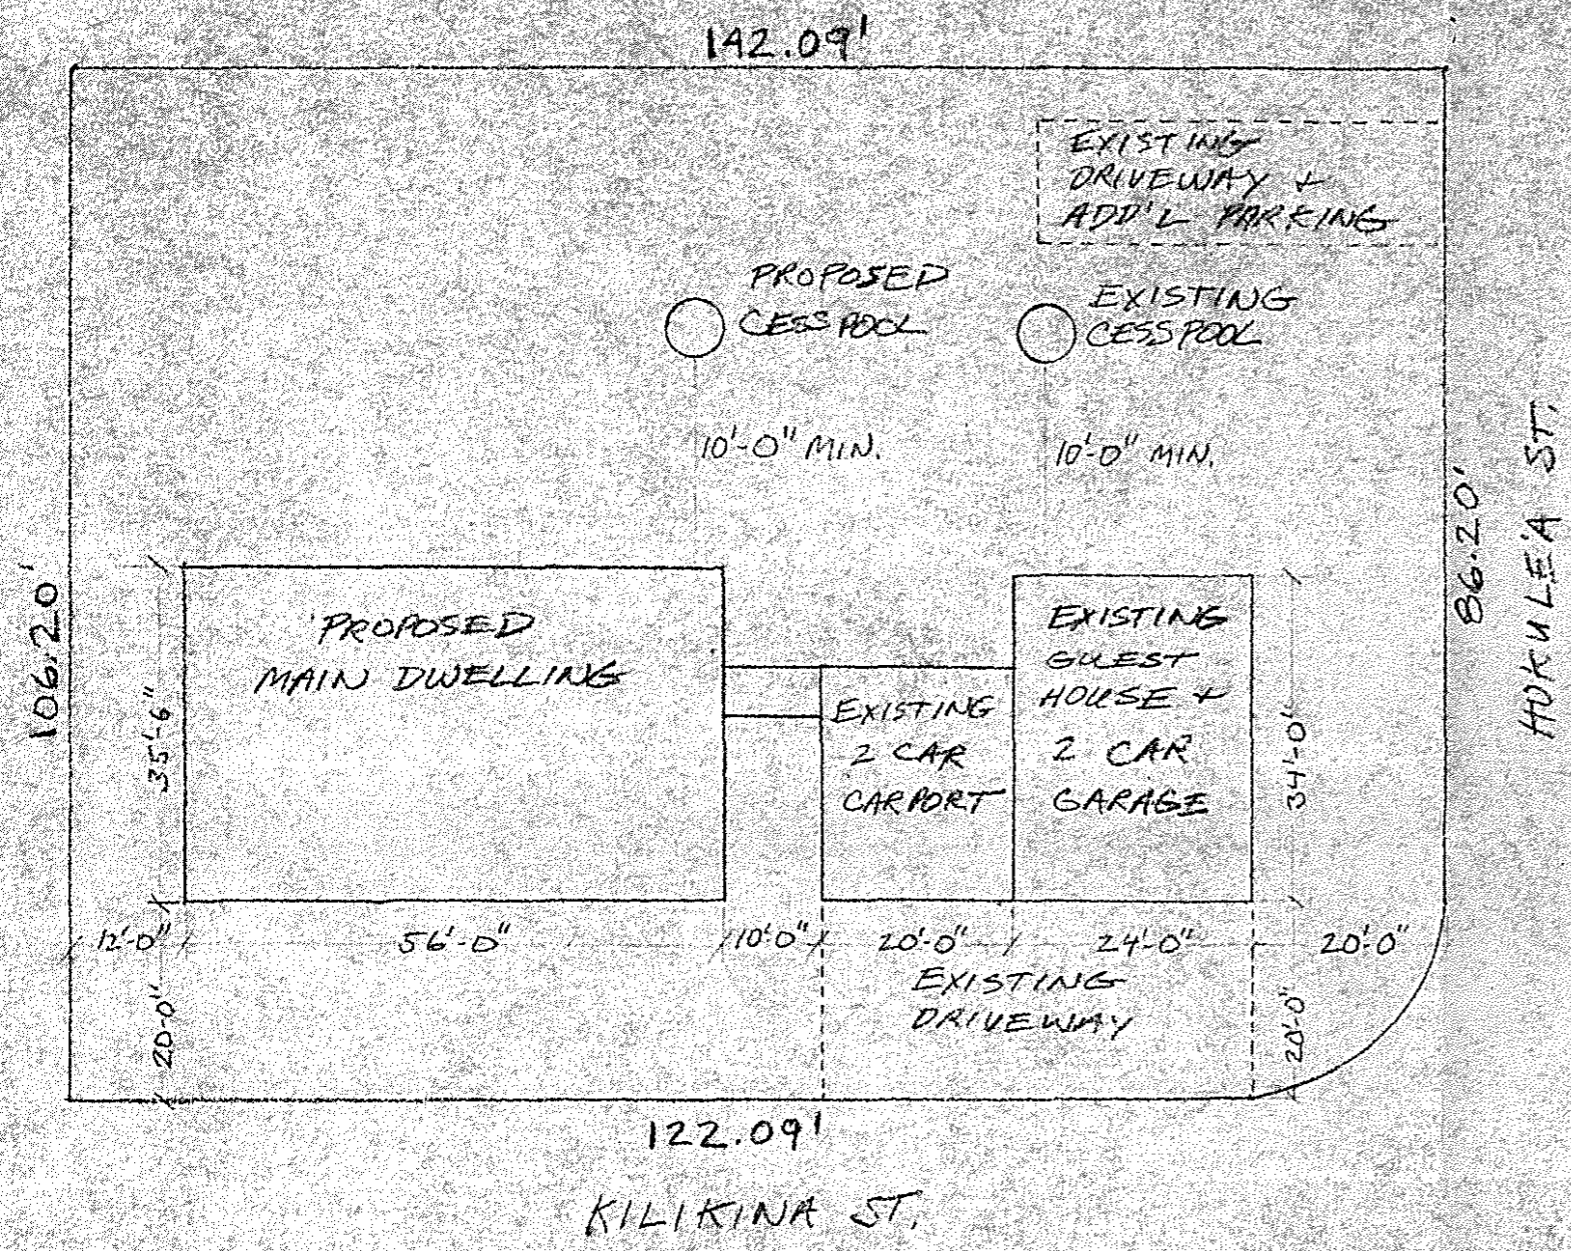 142.09'
EXISTING
DRIVEWAY &
ADD'L PARKING
PROPOSED
CESSPOOL
EXISTING
CESSPOOL
10'-0" MIN.
10'-0" MIN.
106.20'
86.20'
HOKULE'A ST.
PROPOSED
MAIN DWELLING
35'-6"
EXISTING
2 CAR
CARPORT
EXISTING
GUEST
HOUSE &
2 CAR
GARAGE
34'-0"
12'-0"
56'-0"
10'-0"
20'-0"
24'-0"
20'-0"
EXISTING
DRIVEWAY
20'-0"
20'-0"
122.09'
KILIKINA ST.